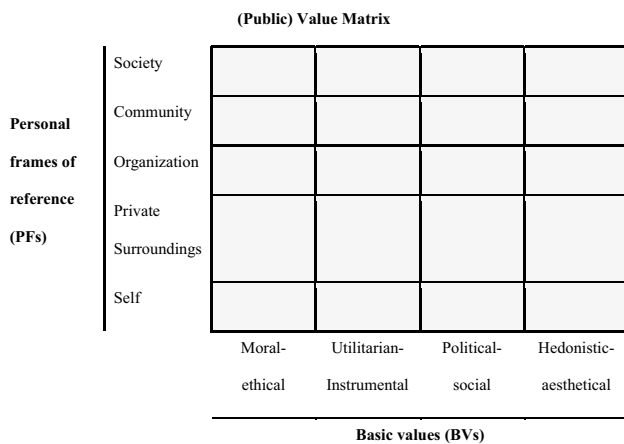 (Public) Value Matrix
Society
Community
Organization
Private
Surroundings
Self
Personal
frames of
reference
(PFs)
Moral-
ethical
Utilitarian-
Instrumental
Political-
social
Hedonistic-
aesthetical
Basic values (BVs)